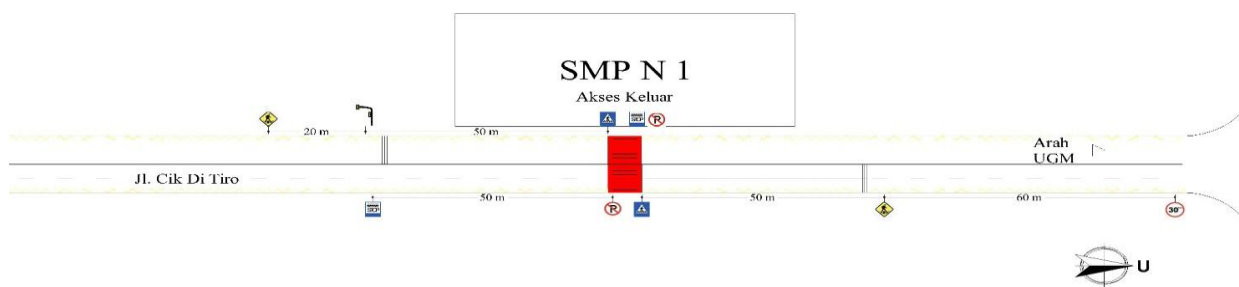 SMP N 1
Akses Keluar
20 m
50 m
Arah
UGM
Jl. Cik Di Tiro
50 m
50 m
60 m
30
U